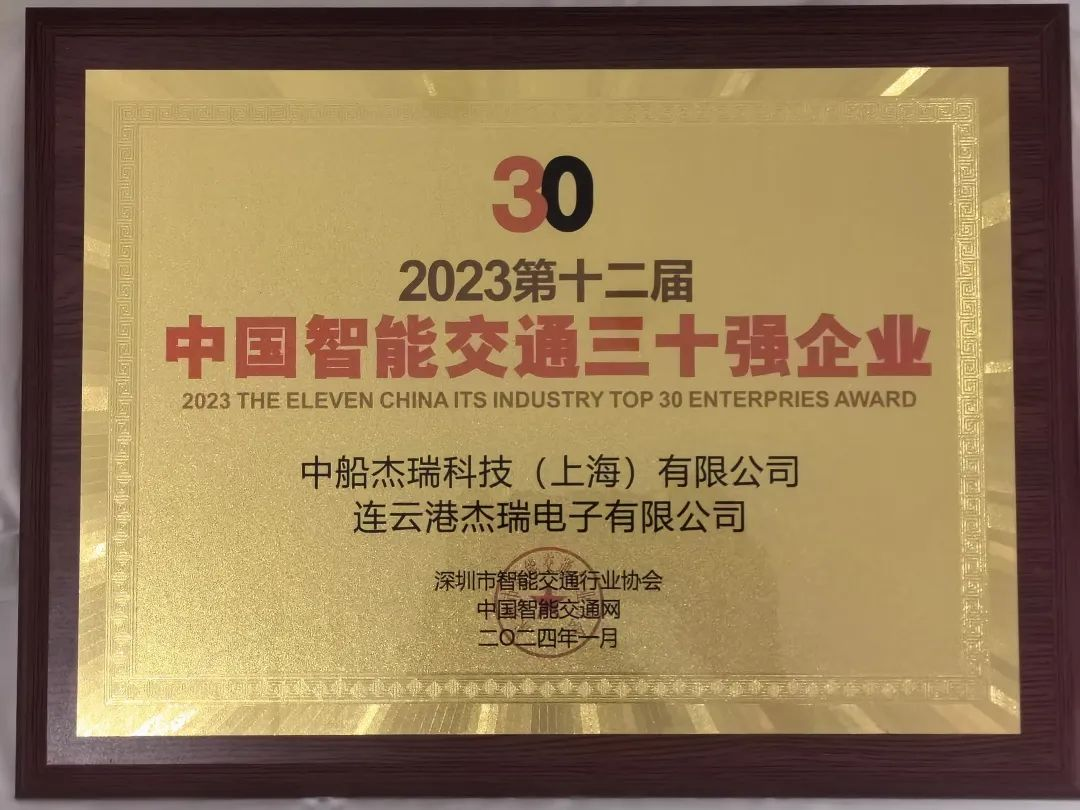 30
2023第十二届
中国智能交通三十强企业
2023 THE ELEVEN CHINA ITS INDUSTRY TOP 30 ENTERPRIES AWARD
中船杰瑞科技（上海）有限公司
连云港杰瑞电子有限公司
深圳市智能交通行业协会
中国智能交通网
二〇二四年一月